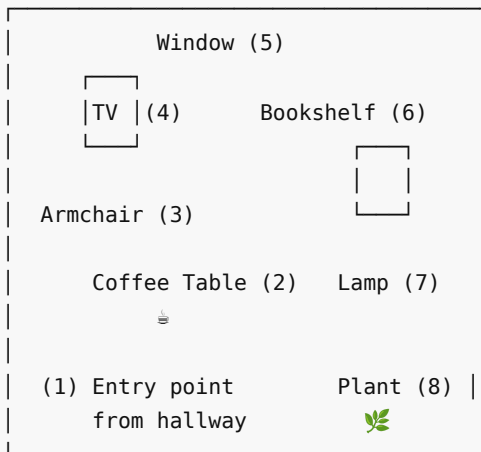 Window (5)
TV (4)
Bookshelf (6)
Armchair (3)
Coffee Table (2)
Lamp (7)
(1) Entry point
from hallway
Plant (8)